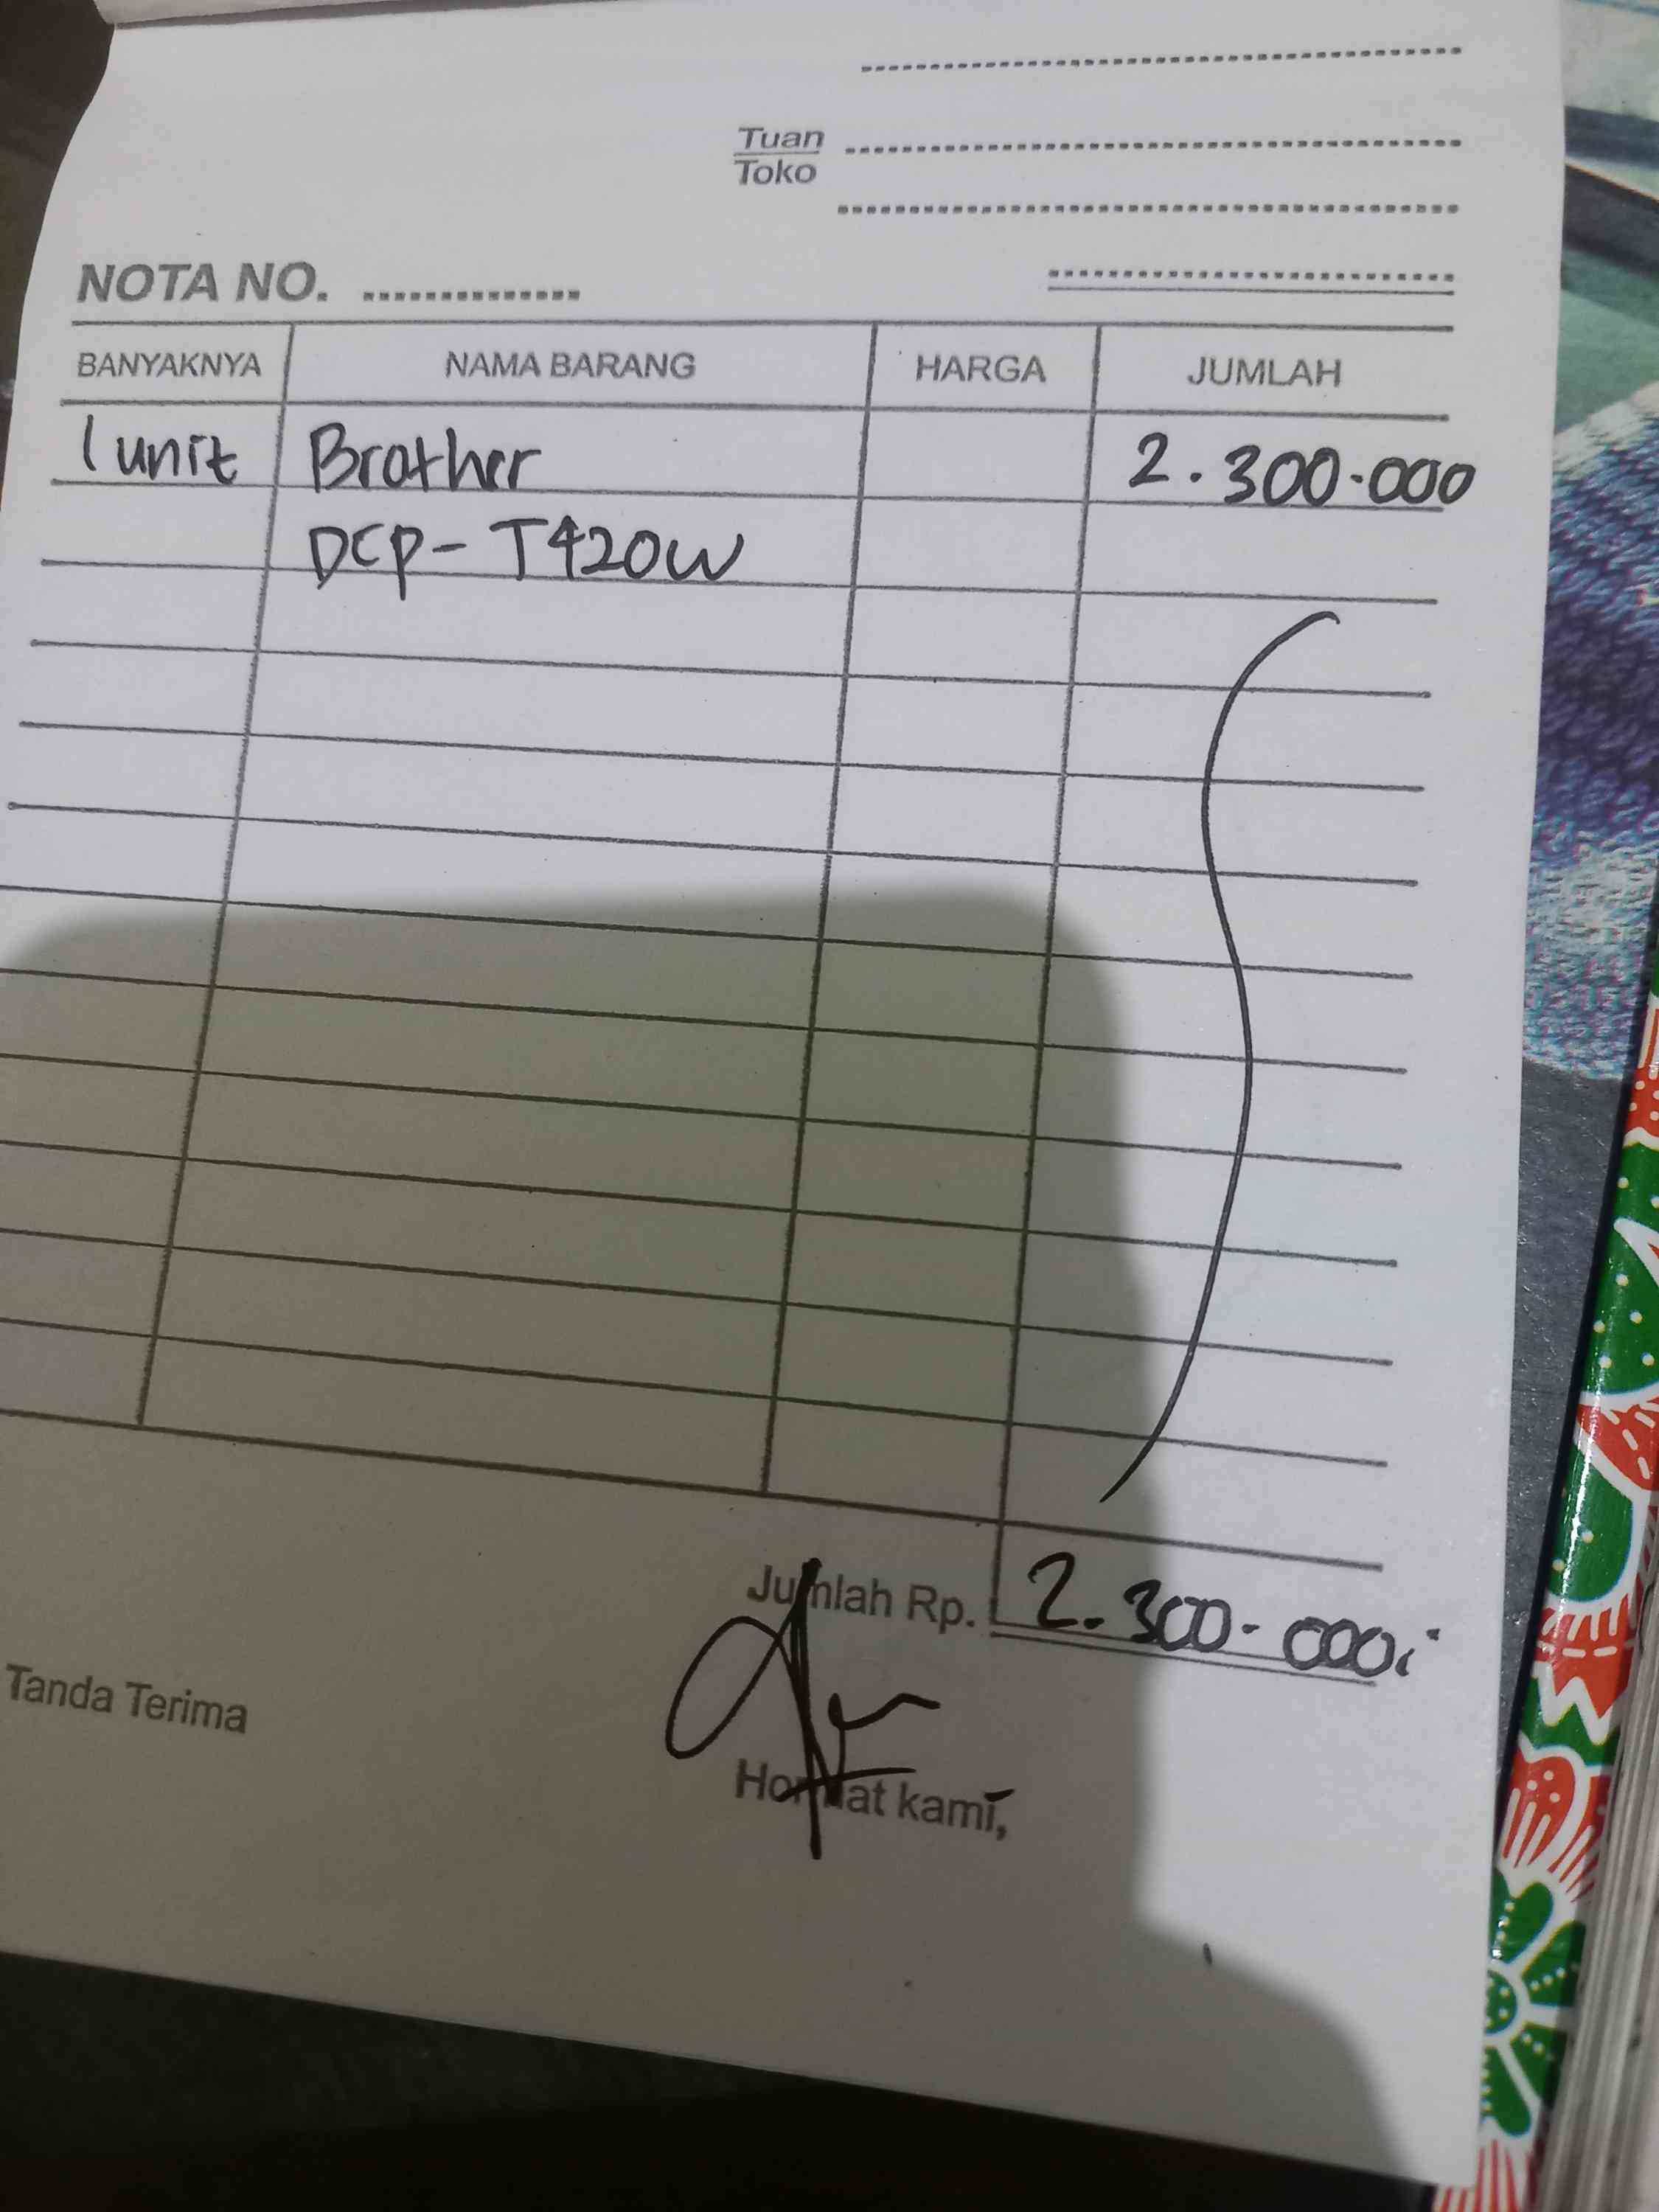 Tuan
Toko
NOTA NO. ..............
BANYAKNYA NAMA BARANG HARGA JUMLAH
1 unit Brother 2.300.000
DCP-T420W
Jumlah Rp. 2.300.000,-
Tanda Terima
Hormat kami,